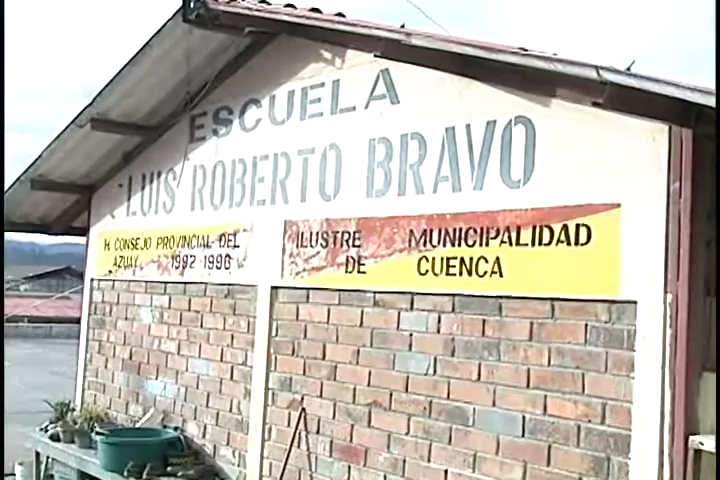 ESCUELA
"LUIS ROBERTO BRAVO
H. CONSEJO PROVINCIAL DEL
AZUAY 1992-1996
ILUSTRE MUNICIPALIDAD
DE CUENCA